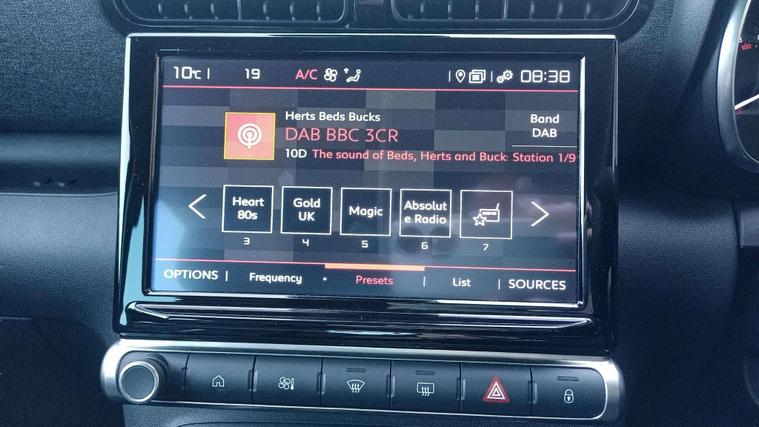 10°C 19 A/C 08:38
Herts Beds Bucks
DAB BBC 3CR
10D The sound of Beds, Herts and Buck Station 1/9
Band
DAB
Heart
80s
Gold
UK
Magic
Absolut
e Radio
3 4 5 6 7
OPTIONS Frequency Presets List SOURCES